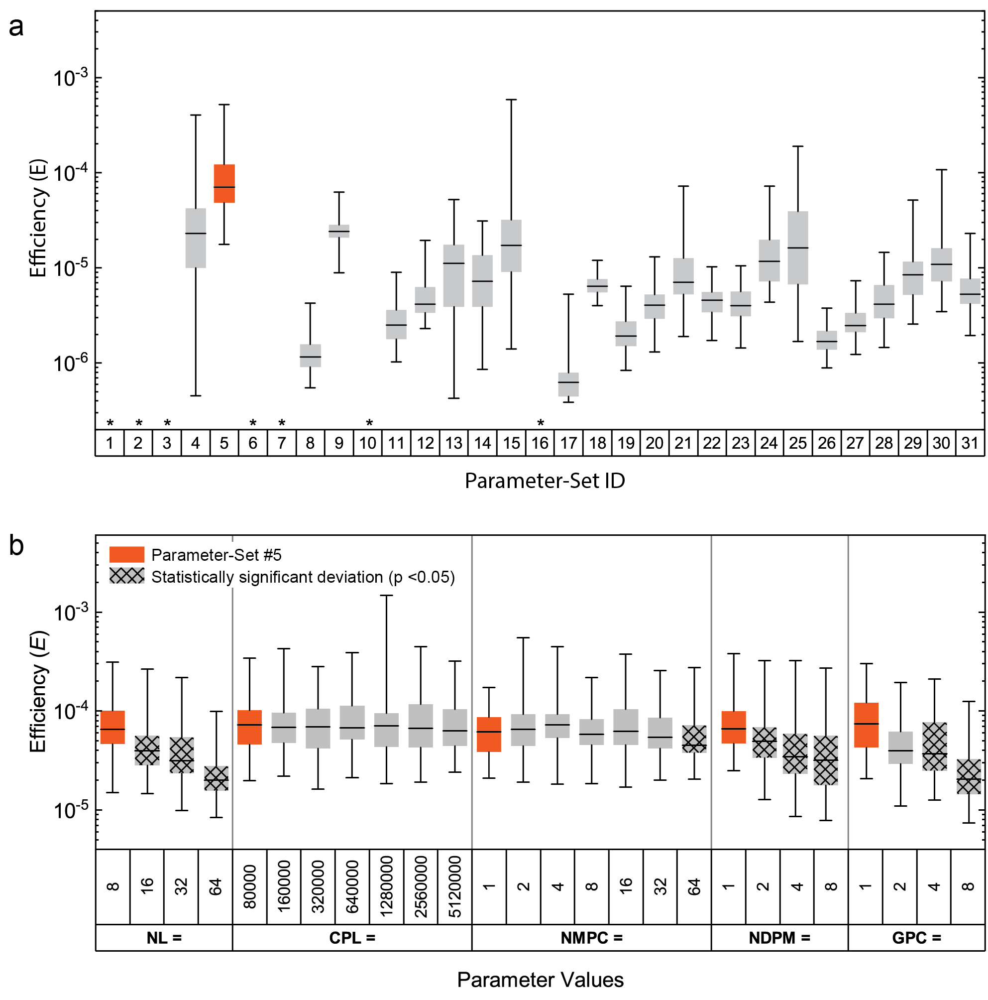 a
10-3
10-4
10-5
10-6
Efficiency (E)
* * * * * * *
1 2 3 4 5 6 7 8 9 10 11 12 13 14 15 16 17 18 19 20 21 22 23 24 25 26 27 28 29 30 31
Parameter-Set ID
b
Parameter-Set #5
Statistically significant deviation (p <0.05)
10-3
10-4
10-5
Efficiency (E)
8 16 32 64 80000 160000 320000 640000 1280000 2560000 5120000 1 2 4 8 16 32 64 1 2 4 8 1 2 4 8
NL = CPL = NMPC = NDPM = GPC =
Parameter Values